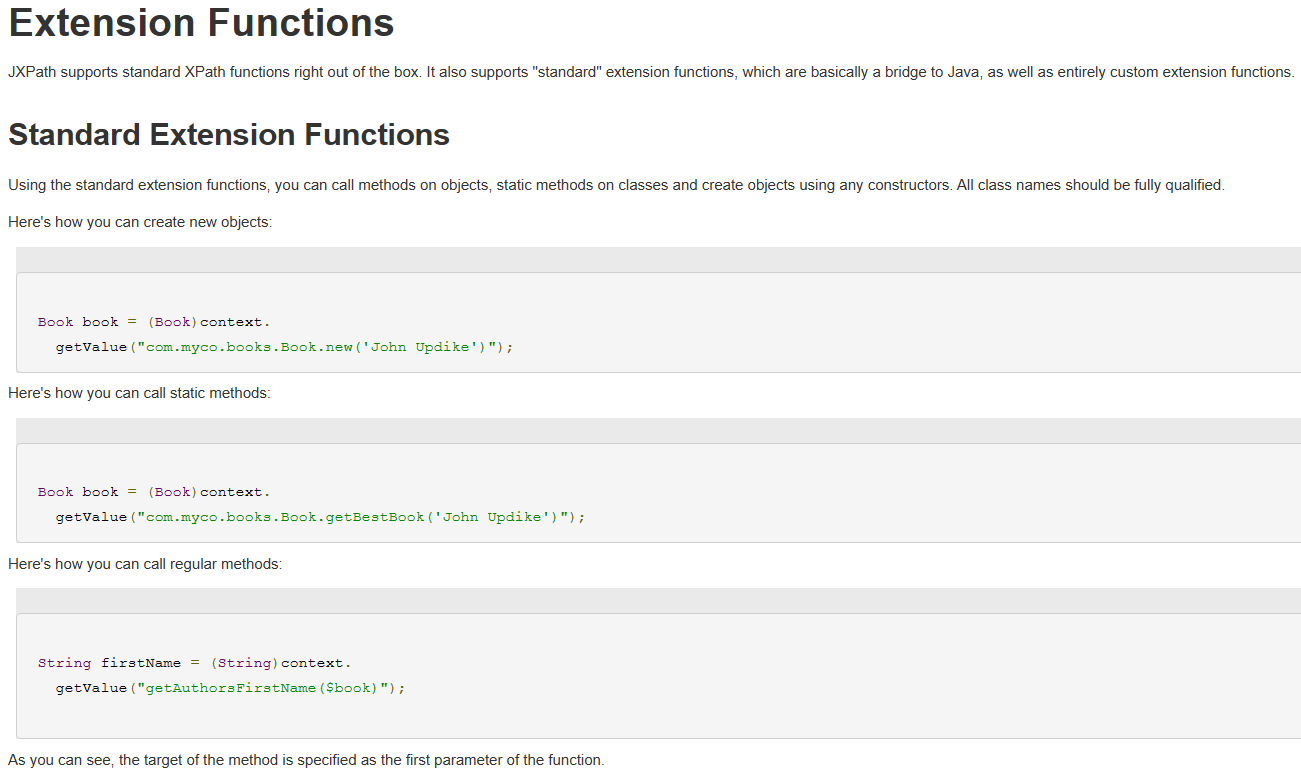 Extension Functions
JXPath supports standard XPath functions right out of the box. It also supports "standard" extension functions, which are basically a bridge to Java, as well as entirely custom extension functions.
Standard Extension Functions
Using the standard extension functions, you can call methods on objects, static methods on classes and create objects using any constructors. All class names should be fully qualified.
Here's how you can create new objects:
Book book = (Book)context.
getValue("com.myco.books.Book.new('John Updike')");
Here's how you can call static methods:
Book book = (Book)context.
getValue("com.myco.books.Book.getBestBook('John Updike')");
Here's how you can call regular methods:
String firstName = (String)context.
getValue("getAuthorsFirstName($book)");
As you can see, the target of the method is specified as the first parameter of the function.